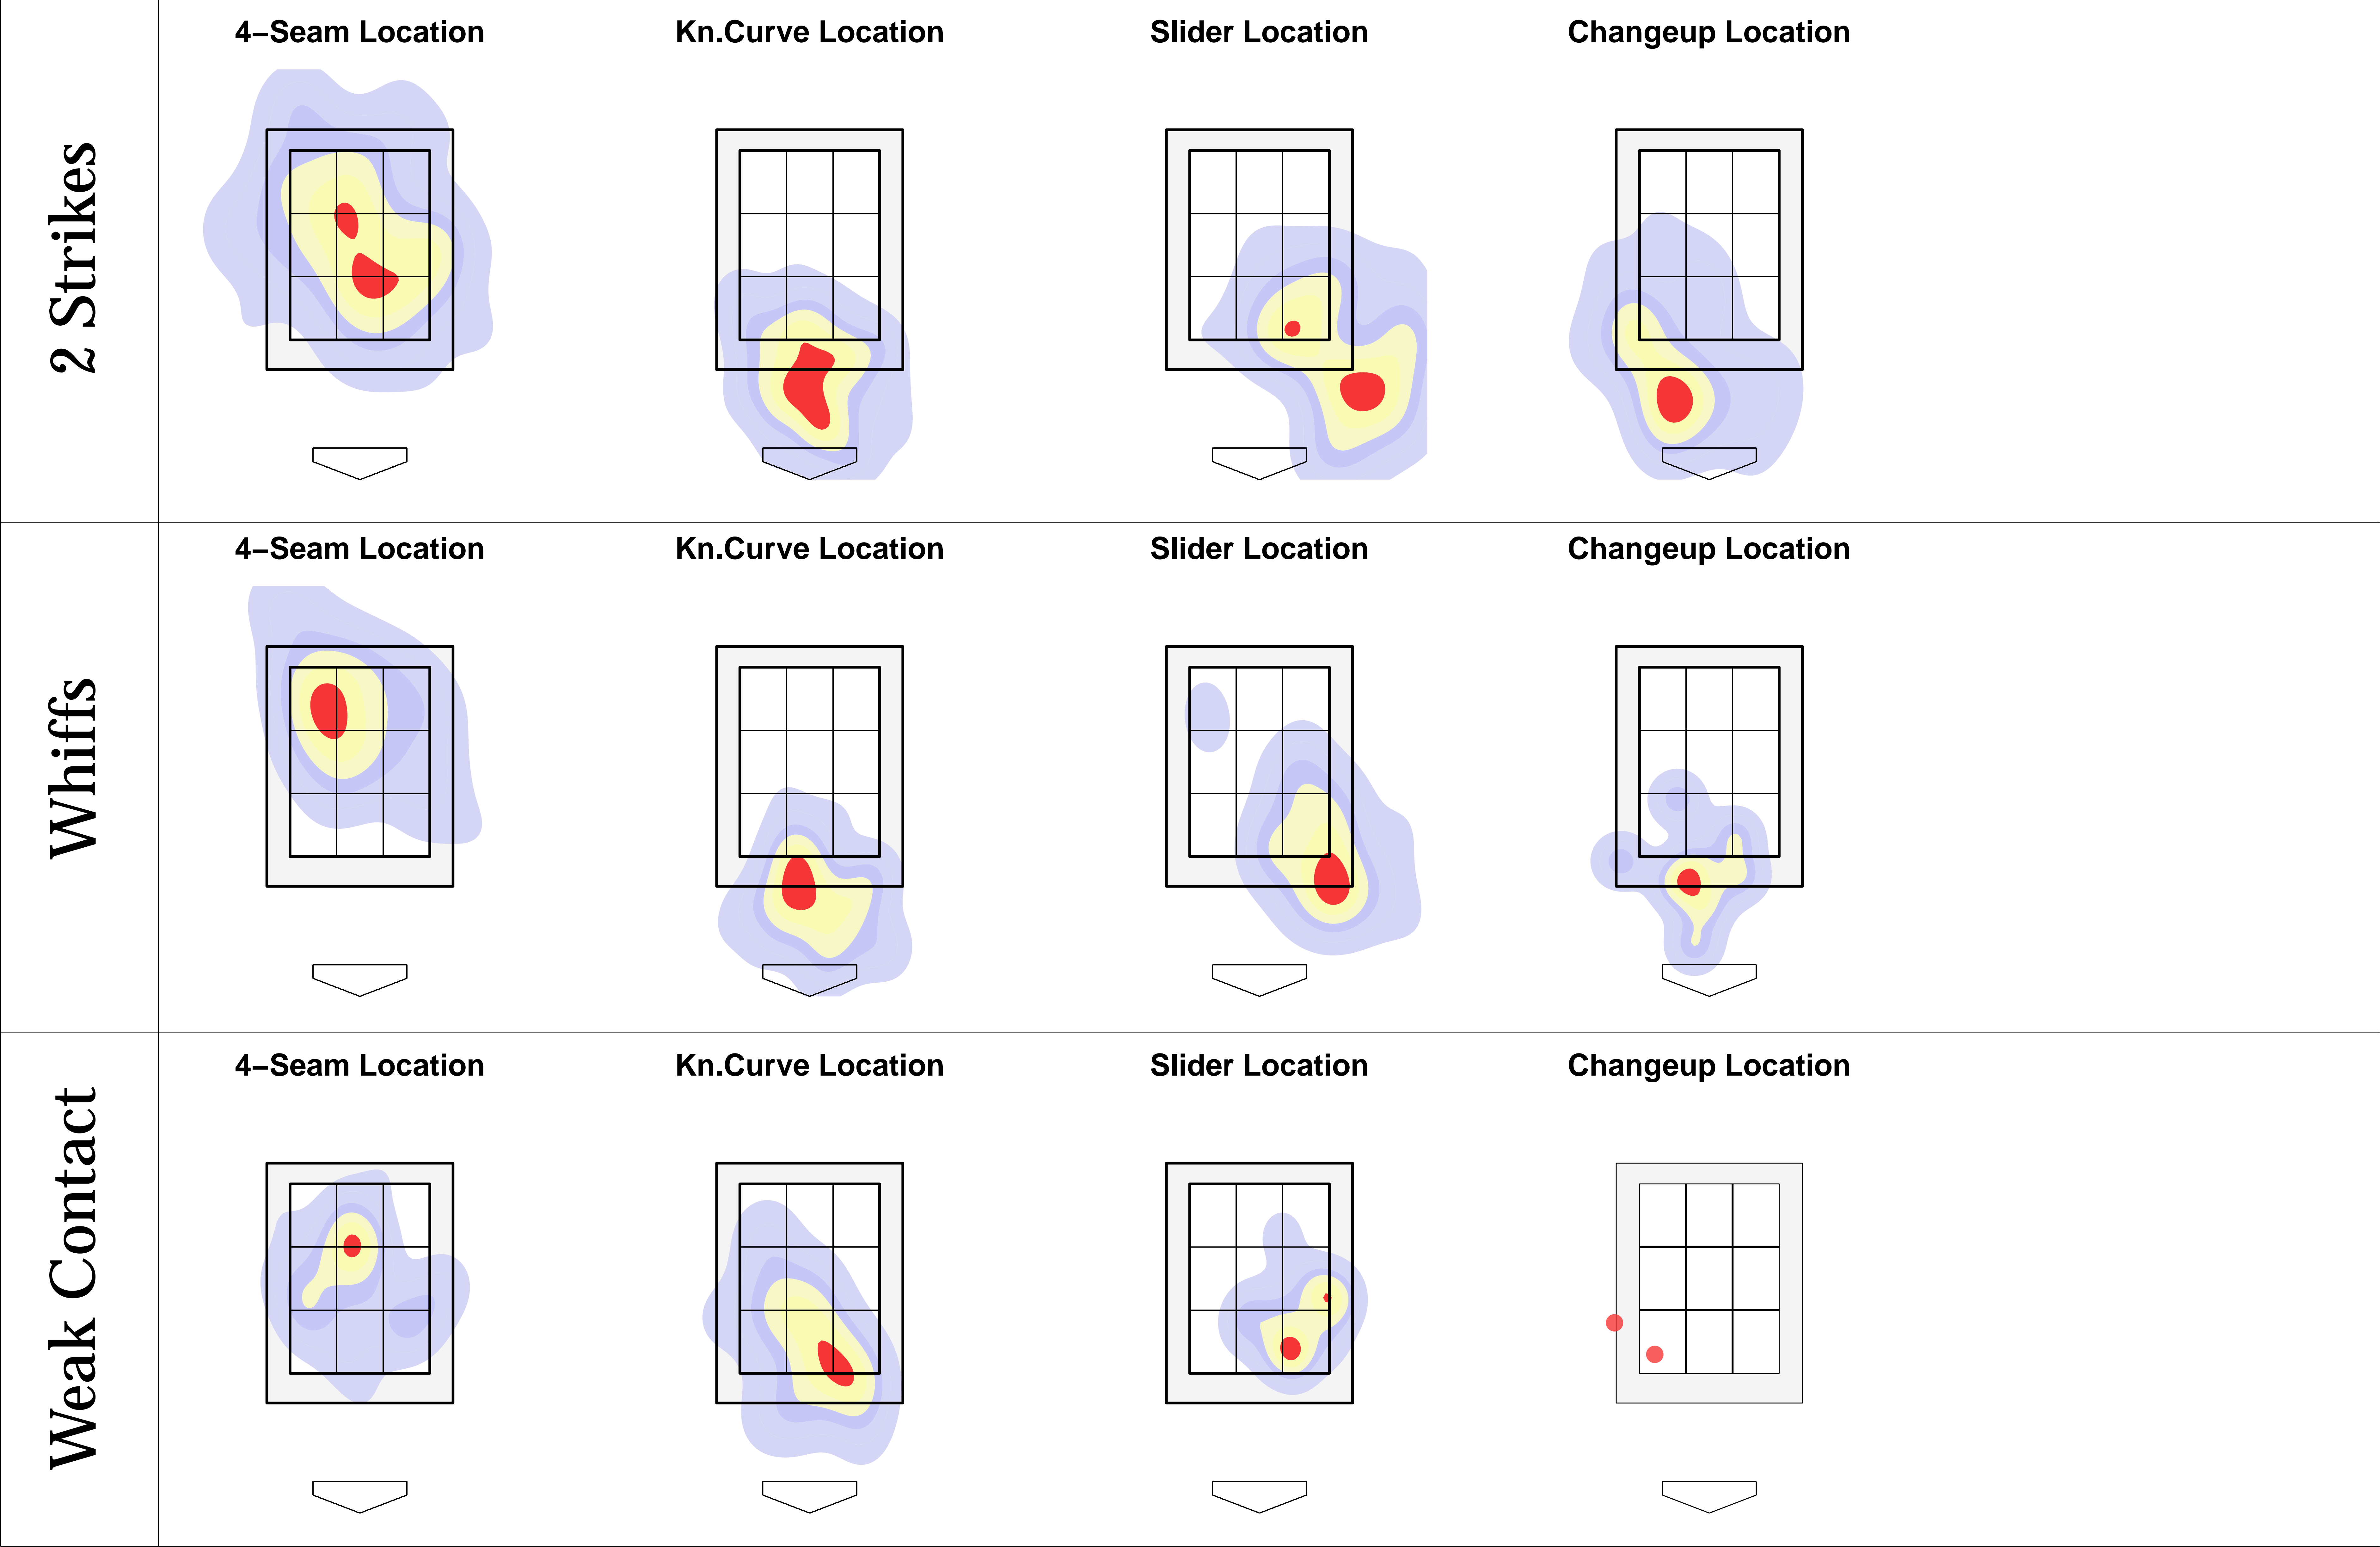 2 Strikes
4–Seam Location
Kn.Curve Location
Slider Location
Changeup Location
Whiffs
4–Seam Location
Kn.Curve Location
Slider Location
Changeup Location
Weak Contact
4–Seam Location
Kn.Curve Location
Slider Location
Changeup Location